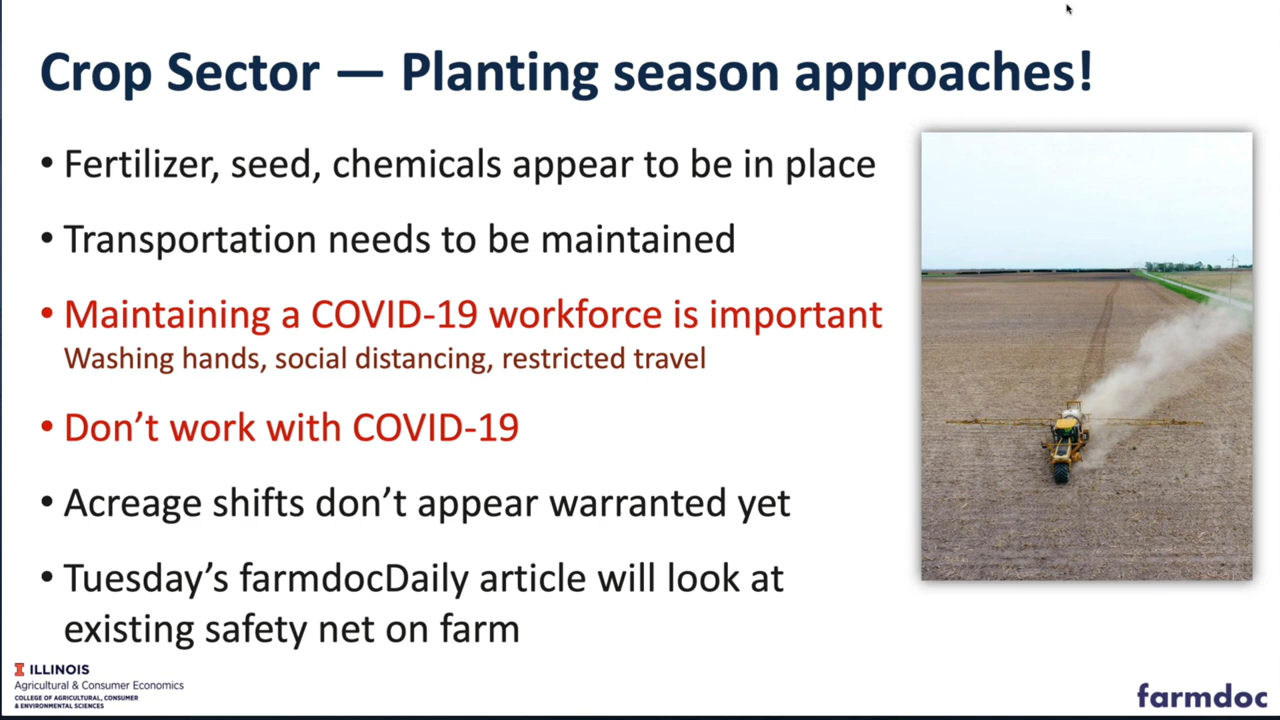 Crop Sector — Planting season approaches!
• Fertilizer, seed, chemicals appear to be in place
• Transportation needs to be maintained
• Maintaining a COVID-19 workforce is important
Washing hands, social distancing, restricted travel
• Don’t work with COVID-19
• Acreage shifts don’t appear warranted yet
• Tuesday’s farmdocDaily article will look at
existing safety net on farm
I ILLINOIS
Agricultural & Consumer Economics
COLLEGE OF AGRICULTURAL, CONSUMER
& ENVIRONMENTAL SCIENCES
farmdoc